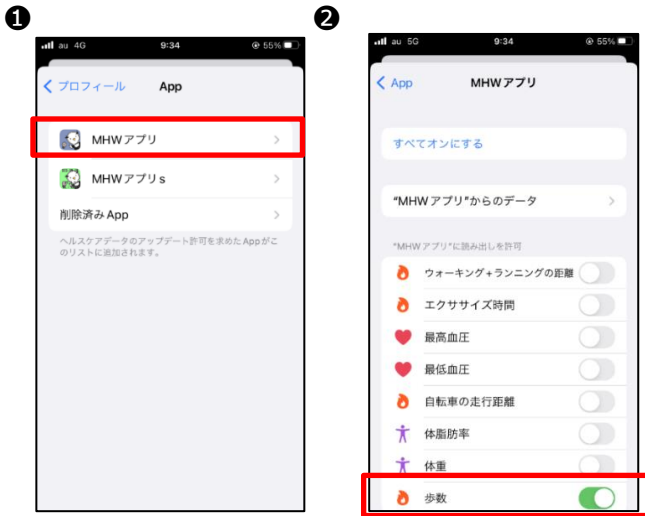 ❶
au 4G 9:34 55%
プロフィール App
MHWアプリ
MHWアプリs
削除済みApp
ヘルスケアデータのアップデート許可を求めたAppがこ
のリストに追加されます。
❷
au 5G 9:34 55%
App MHWアプリ
すべてオンにする
“MHWアプリ”からのデータ
“MHWアプリ”に読み出しを許可
ウォーキング+ランニングの距離
エクササイズ時間
最高血圧
最低血圧
自転車の走行距離
体脂肪率
体重
歩数